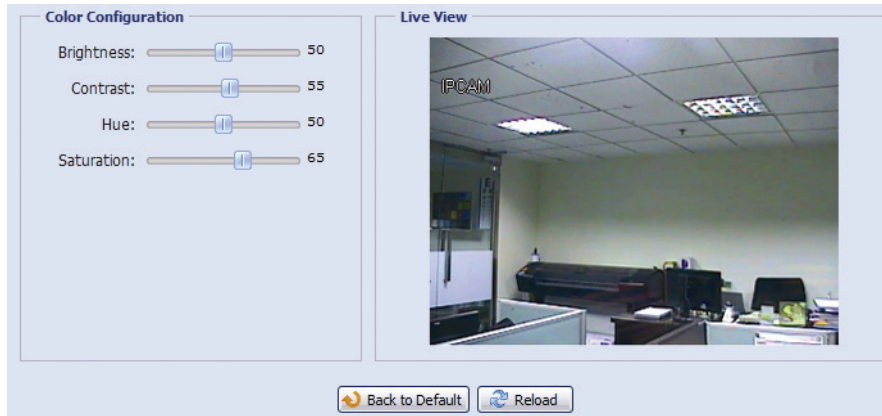 Color Configuration
Brightness: 50
Contrast: 55
Hue: 50
Saturation: 65
Live View
IPCAM
Back to Default
Reload